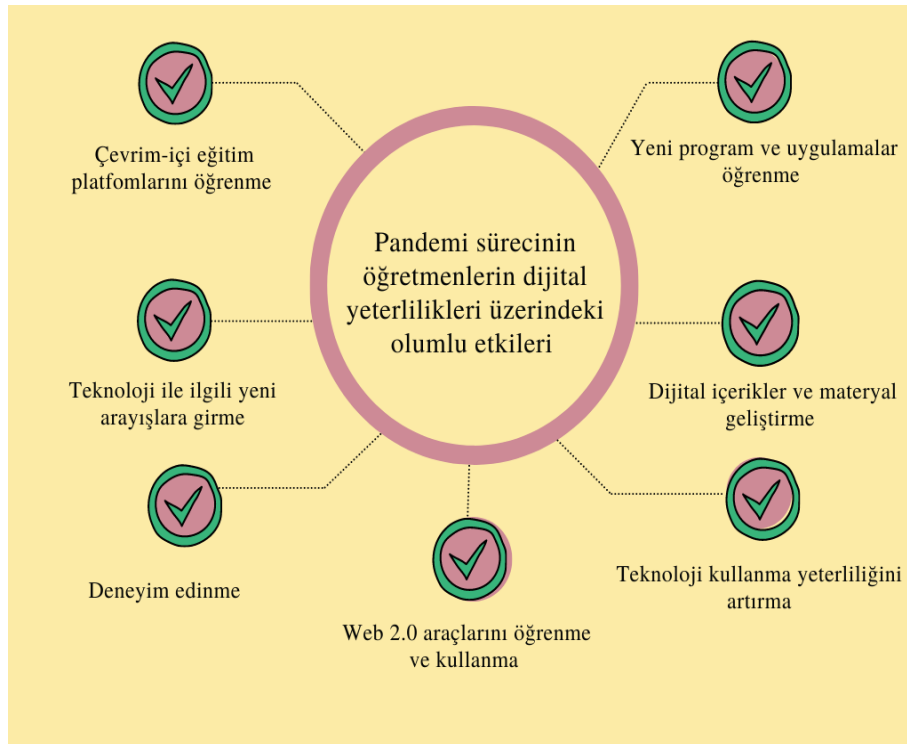 Çevrim-içi eğitim
platfomlarını öğrenme
Yeni program ve uygulamalar
öğrenme
Pandemi sürecinin
öğretmenlerin dijital
yeterlilikleri üzerindeki
olumlu etkileri
Teknoloji ile ilgili yeni
arayışlara girme
Dijital içerikler ve materyal
geliştirme
Deneyim edinme
Teknoloji kullanma yeterliliğini
artırma
Web 2.0 araçlarını öğrenme
ve kullanma